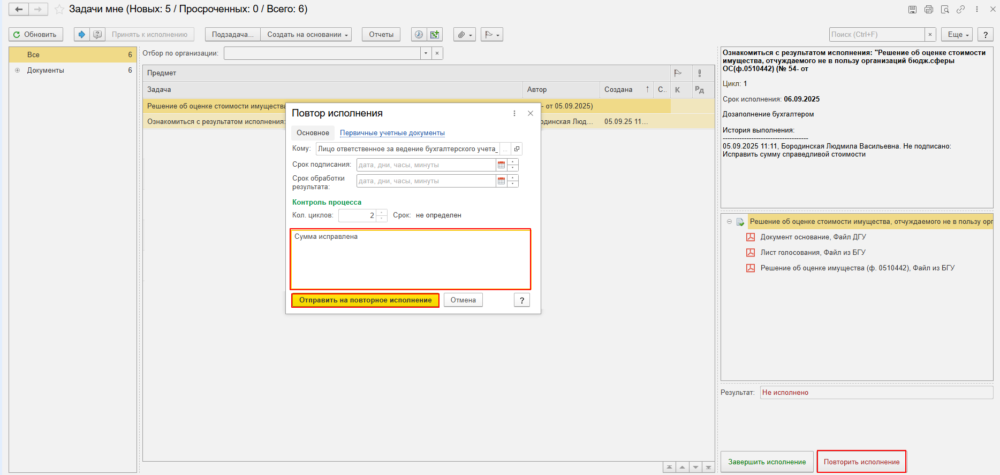 Задачи мне (Новых: 5 / Просроченных: 0 / Всего: 6)
Обновить
Принять к исполнению
Подзадача...
Создать на основании
Отчеты
Поиск (Ctrl+F)
×
Еще
?
Все 6
Документы 6
Отбор по организации:
Предмет
Задача Автор Создана ↑ С.. К Рд
Решение об оценке стоимости имущества - от 05.09.2025)
Ознакомиться с результатом исполнения: динская Люд... 05.09.25 11...
Повтор исполнения
Основное Первичные учетные документы
Кому: Лицо ответственное за ведение бухгалтерского учета_ ...
Срок подписания: дата, дни, часы, минуты
Срок обработки
результата: дата, дни, часы, минуты
Контроль процесса
Кол. циклов: 2 Срок: не определен
Сумма исправлена
Отправить на повторное исполнение Отмена ?
Ознакомиться с результатом исполнения: "Решение об оценке стоимости
имущества, отчуждаемого не в пользу организаций бюдж.сферы
ОС(ф.0510442) (№ 54- от
Цикл: 1
Срок исполнения: 06.09.2025
Дозаполнение бухгалтером
История выполнения:
------------------------------------
05.09.2025 11:11, Бородинская Людмила Васильевна. Не подписано:
Исправить сумму справедливой стоимости
Решение об оценке стоимости имущества, отчуждаемого не в пользу орг
Документ основание, Файл ДГУ
Лист голосования, Файл из БГУ
Решение об оценке имущества (ф. 0510442), Файл из БГУ
Результат: Не исполнено
Завершить исполнение Повторить исполнение